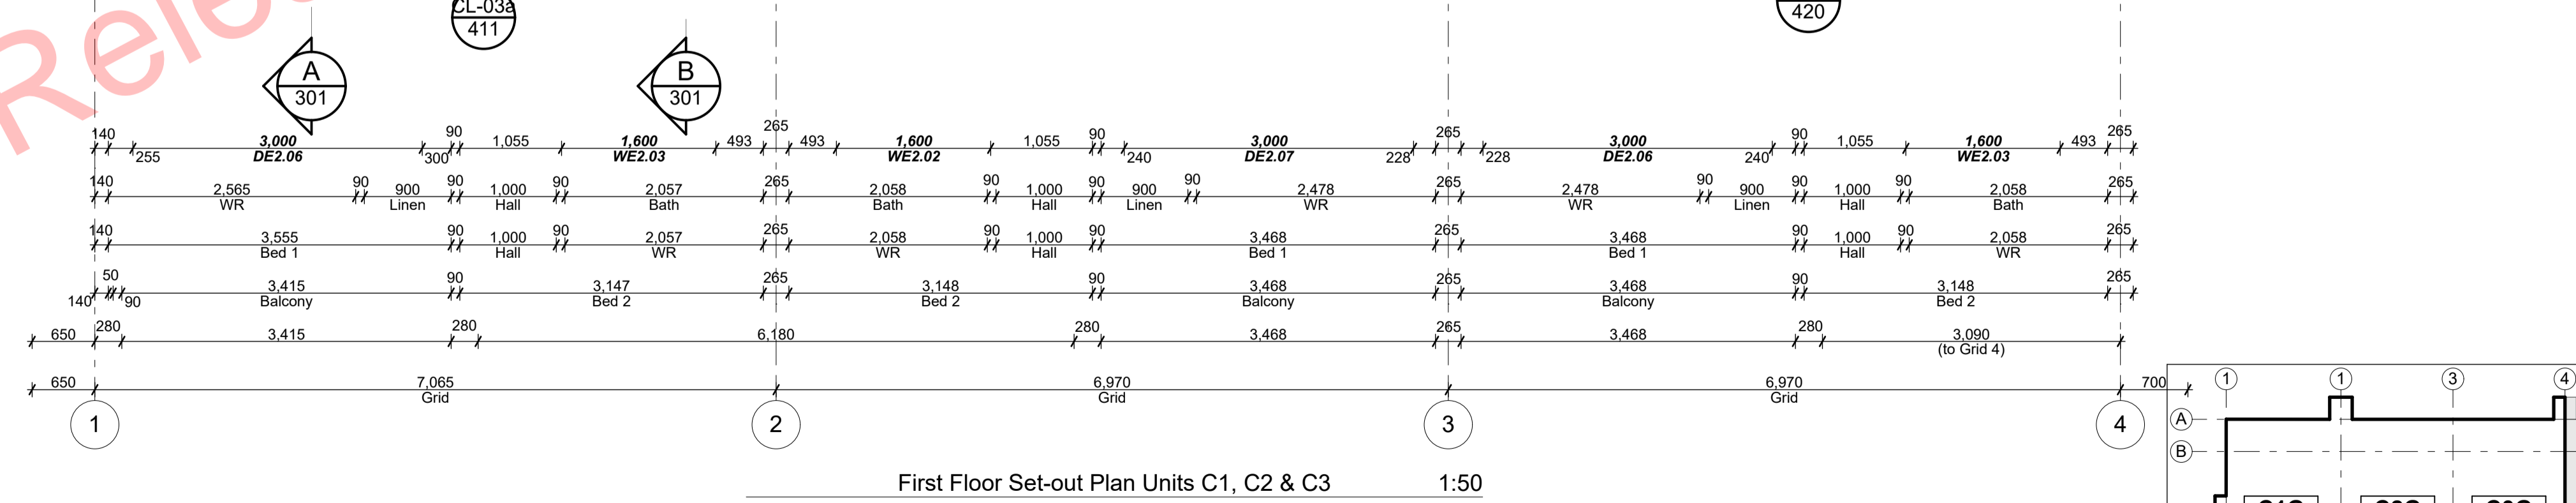 Rele
CL-03a
411
420
A
301
B
301
140 255 3,000 DE2.06 300 90 1,055 1,600 WE2.03 493 265 493 1,600 WE2.02 1,055 90 240 3,000 DE2.07 228 265 228 3,000 DE2.06 240 90 1,055 1,600 WE2.03 493 265
140 2,565 WR 90 900 Linen 90 1,000 Hall 90 2,057 Bath 265 2,058 Bath 90 1,000 Hall 90 900 Linen 90 2,478 WR 265 2,478 WR 90 900 Linen 90 1,000 Hall 90 2,058 Bath 265
140 3,555 Bed 1 90 1,000 Hall 90 2,057 WR 265 2,058 WR 90 1,000 Hall 90 3,468 Bed 1 265 3,468 Bed 1 90 1,000 Hall 90 2,058 WR 265
140 50 90 3,415 Balcony 90 3,147 Bed 2 265 3,148 Bed 2 90 3,468 Balcony 265 3,468 Balcony 90 3,148 Bed 2 265
650 280 3,415 280 6,180 280 3,468 265 3,468 280 3,090 (to Grid 4)
650 7,065 Grid 6,970 Grid 6,970 Grid 700
1 2 3 4
First Floor Set-out Plan Units C1, C2 & C3 1:50
1 1 3 4
A
B